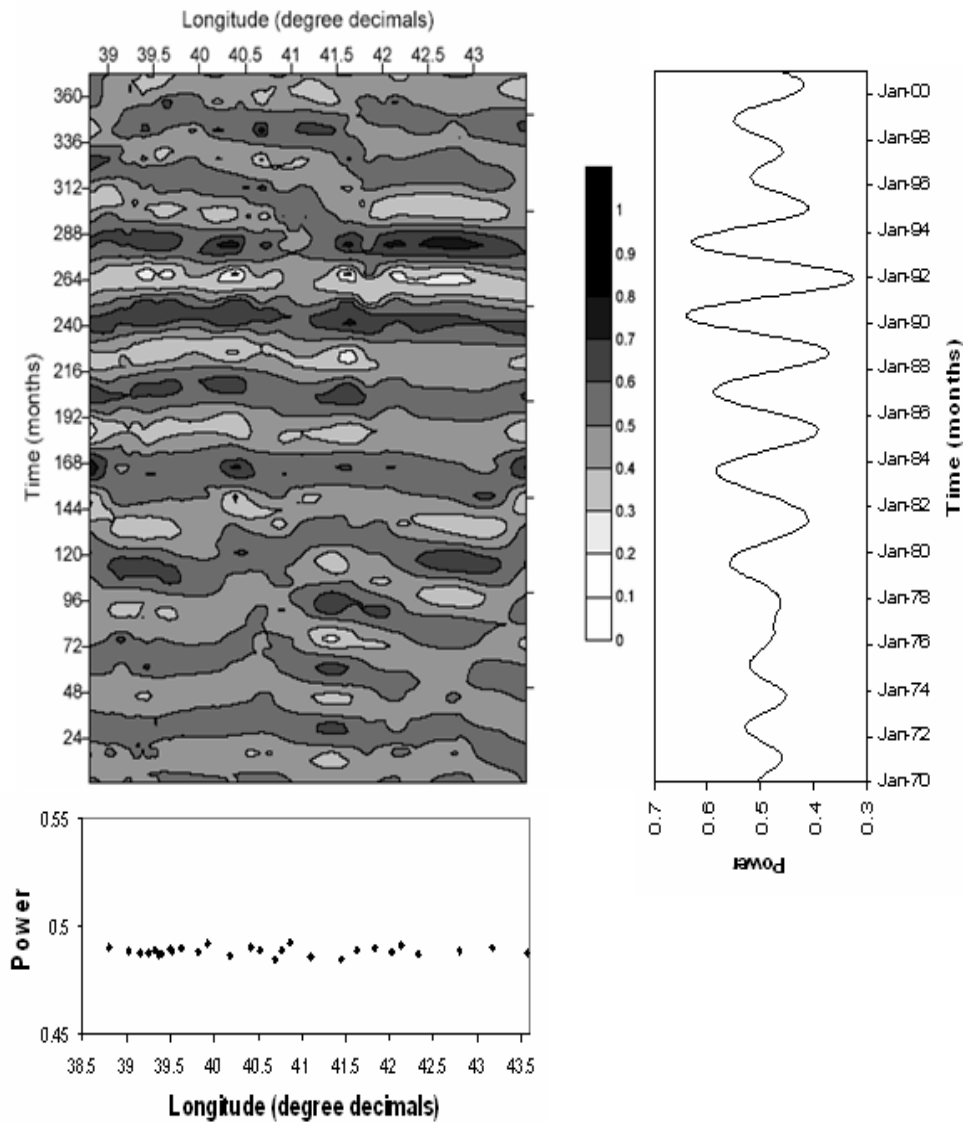 Longitude (degree decimals)
39 39.5 40 40.5 41 41.5 42 42.5 43
360
336
312
288
264
240
216
192
168
144
120
96
72
48
24
Time (months)
1
0.9
0.8
0.7
0.6
0.5
0.4
0.3
0.2
0.1
0
Jan-00
Jan-98
Jan-96
Jan-94
Jan-92
Jan-90
Jan-88
Jan-86
Jan-84
Jan-82
Jan-80
Jan-78
Jan-76
Jan-74
Jan-72
Jan-70
Time (months)
0.7 0.6 0.5 0.4 0.3
Power
0.55
0.5
0.45
Power
38.5 39 39.5 40 40.5 41 41.5 42 42.5 43 43.5
Longitude (degree decimals)